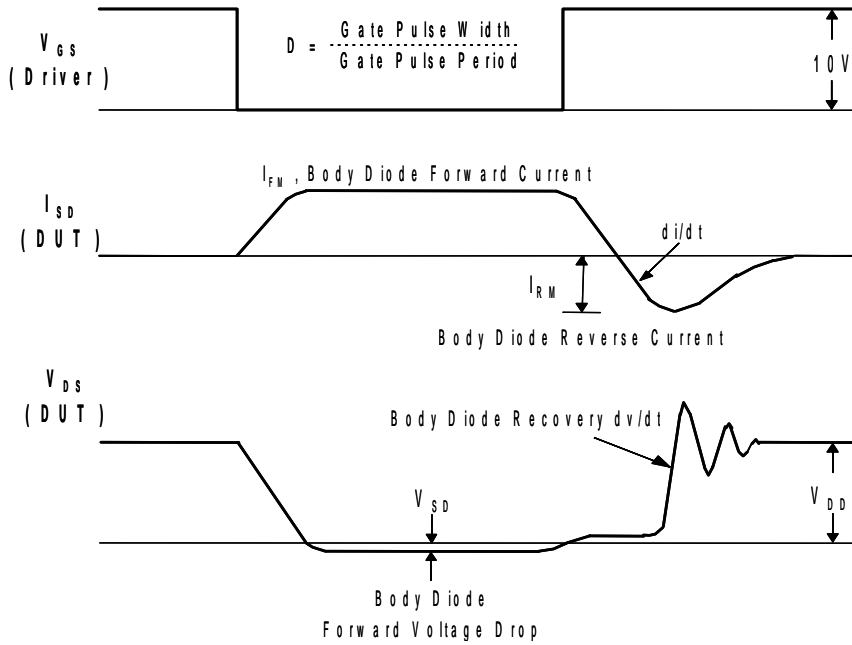 V GS
(Driver)
D = Gate Pulse Width
Gate Pulse Period
10V
I FM , Body Diode Forward Current
I SD
(DUT)
di/dt
I RM
Body Diode Reverse Current
V DS
(DUT)
Body Diode Recovery dv/dt
V SD
V DD
Body Diode
Forward Voltage Drop